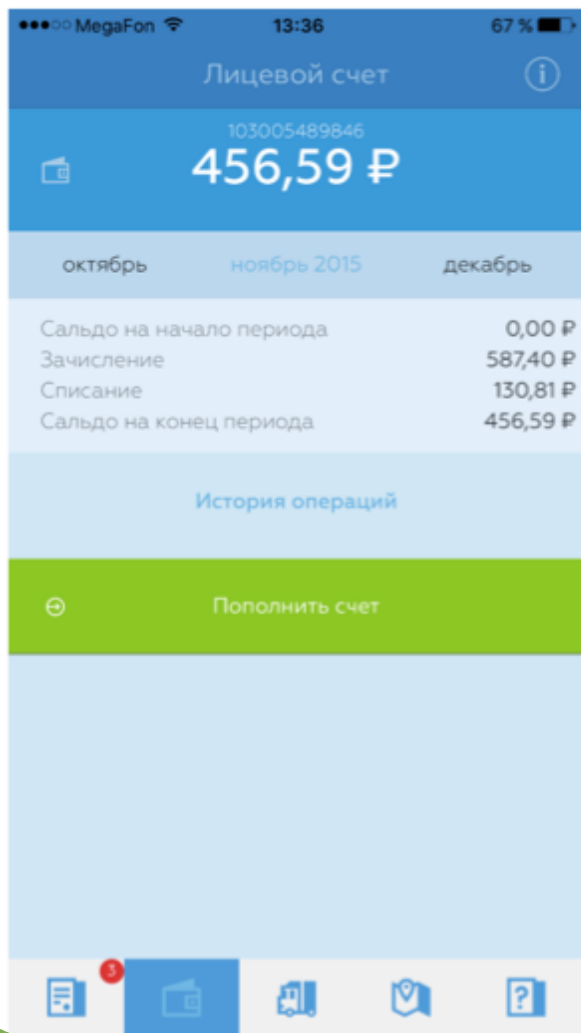 MegaFon 13:36 67 %
Лицевой счет
103005489846
456,59 ₽
октябрь ноябрь 2015 декабрь
Сальдо на начало периода 0,00 ₽
Зачисление 587,40 ₽
Списание 130,81 ₽
Сальдо на конец периода 456,59 ₽
История операций
Пополнить счет
3
?